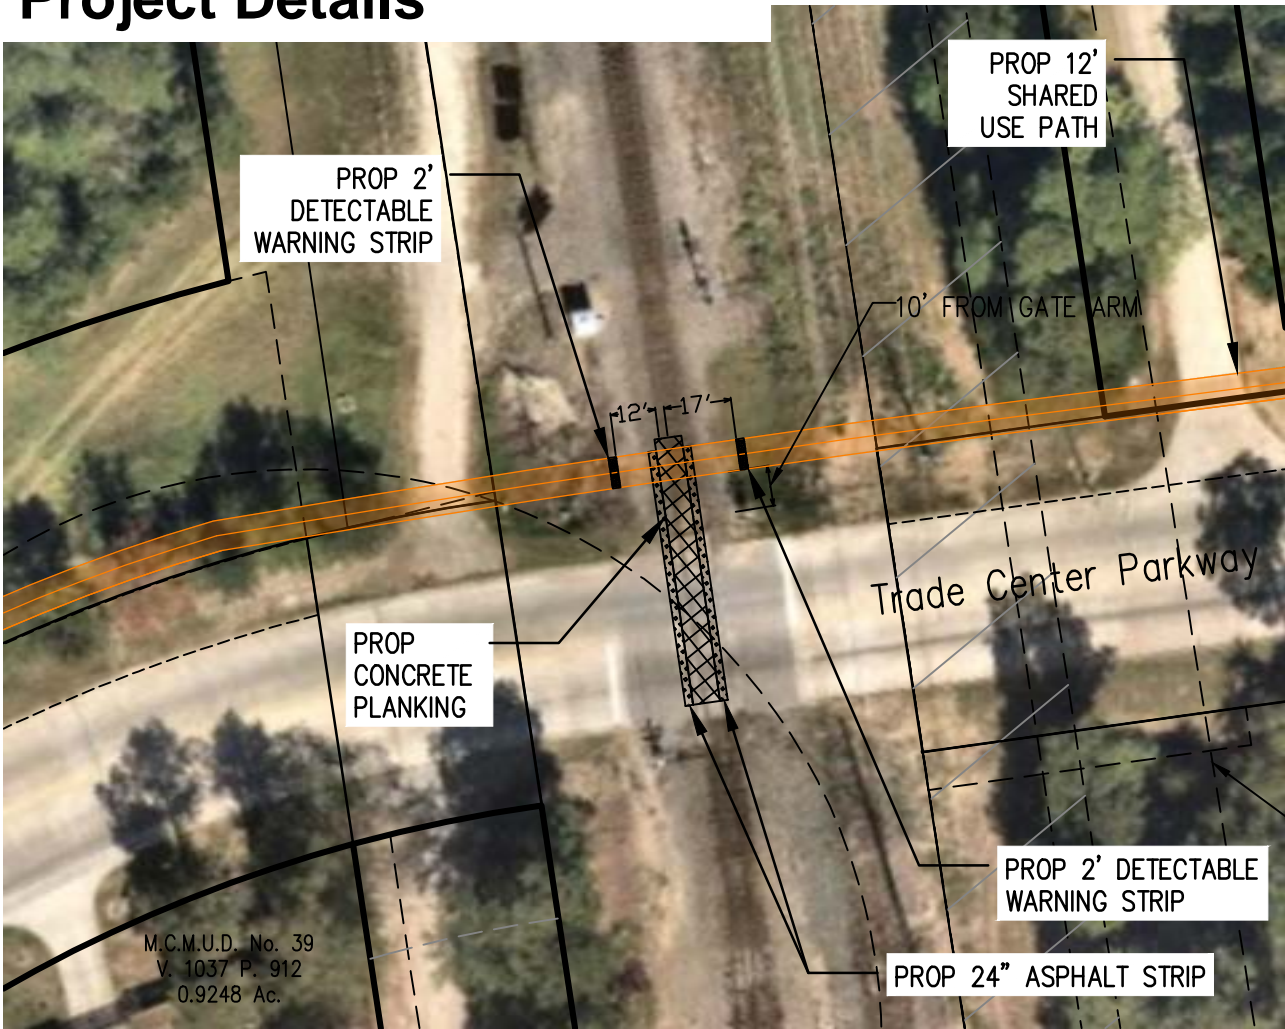 Project Details
PROP 12'
SHARED
USE PATH
PROP 2'
DETECTABLE
WARNING STRIP
10' FROM GATE ARM
12'
17'
Trade Center Parkway
PROP
CONCRETE
PLANKING
PROP 2' DETECTABLE
WARNING STRIP
M.C.M.U.D. No. 39
V. 1037 P. 912
0.9248 Ac.
PROP 24" ASPHALT STRIP